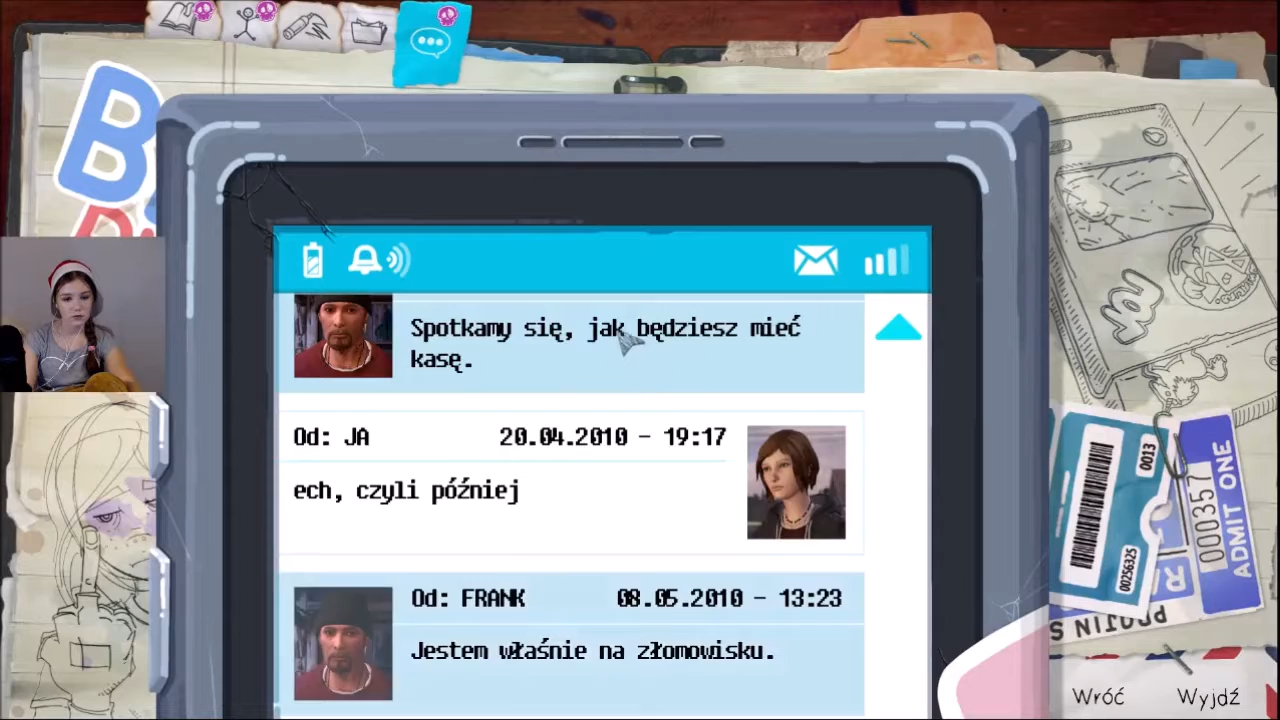 Spotkamy się, jak będziesz mieć
kasę.
Od: JA 20.04.2010 - 19:17
ech, czyli później
Od: FRANK 08.05.2010 - 13:23
Jestem właśnie na złomowisku.
0013
00256325
000357
ADMIT ONE
Wróć Wyjdź